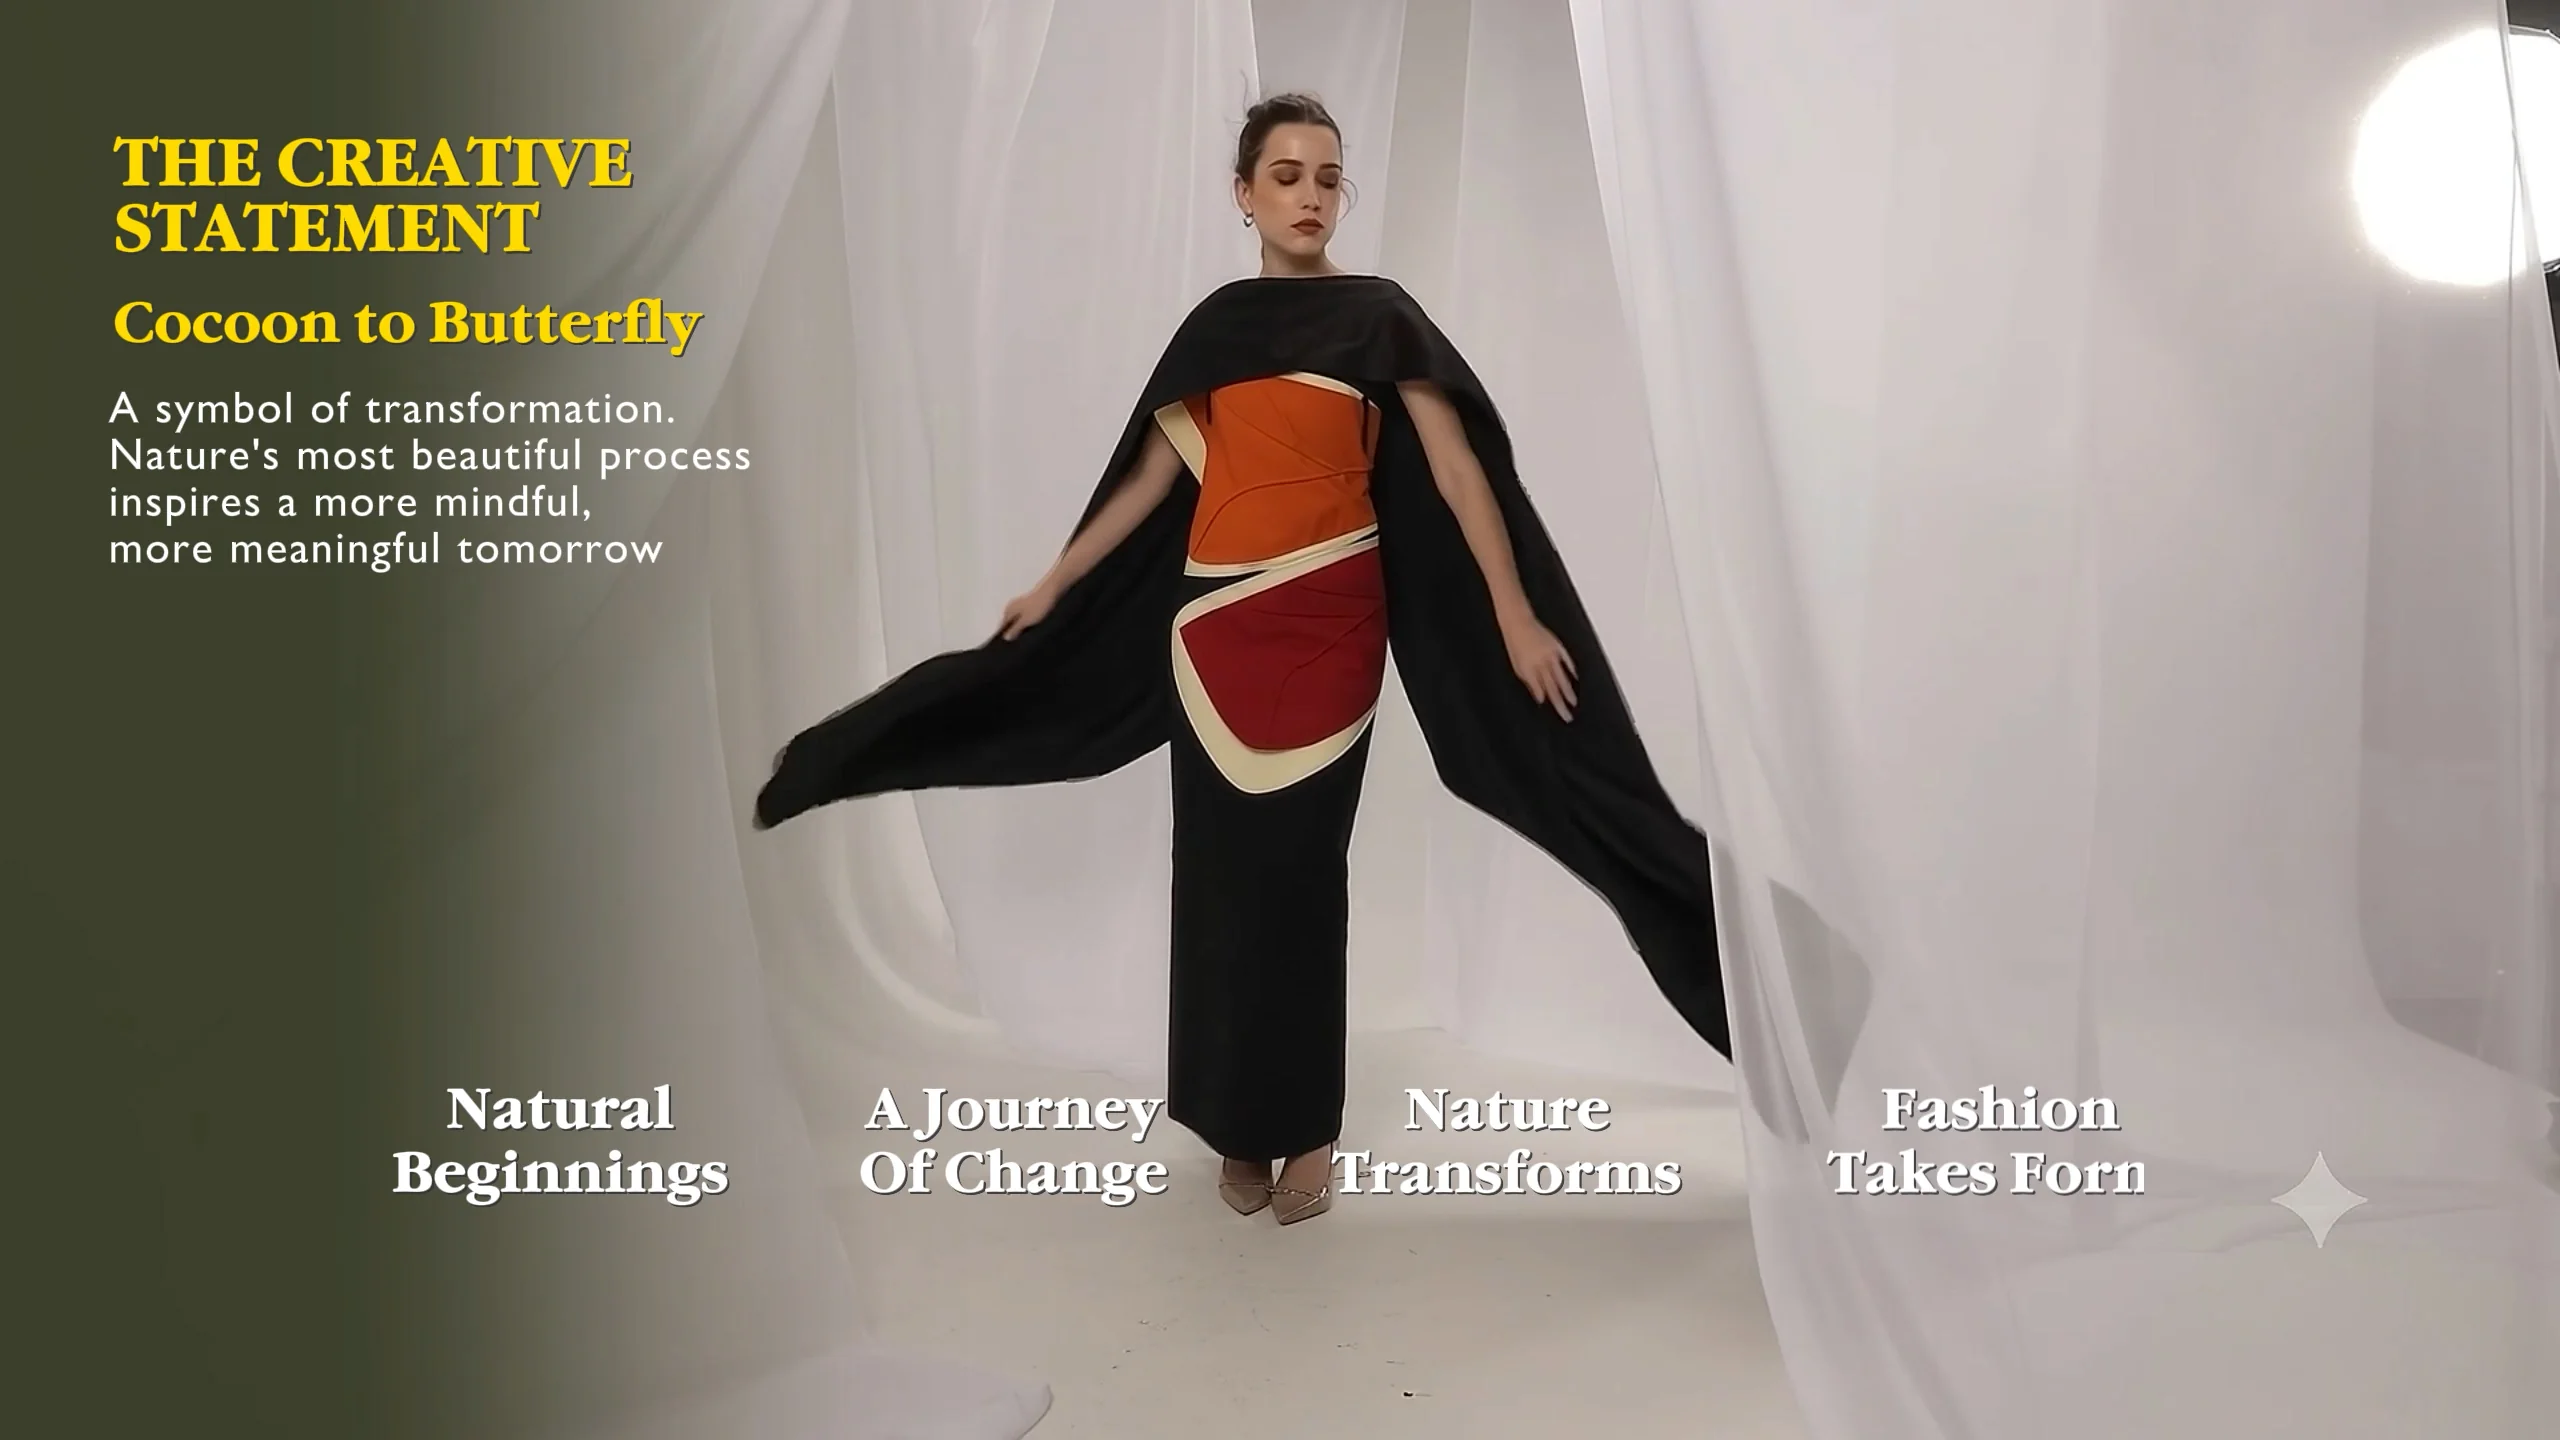 THE CREATIVE
STATEMENT
Cocoon to Butterfly
A symbol of transformation.
Nature's most beautiful process
inspires a more mindful,
more meaningful tomorrow
Natural
Beginnings
A Journey
Of Change
Nature
Transforms
Fashion
Takes